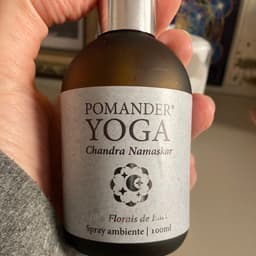 POMANDER®
YOGA
Chandra Namaskar
Florais de
Spray ambiente | 100ml